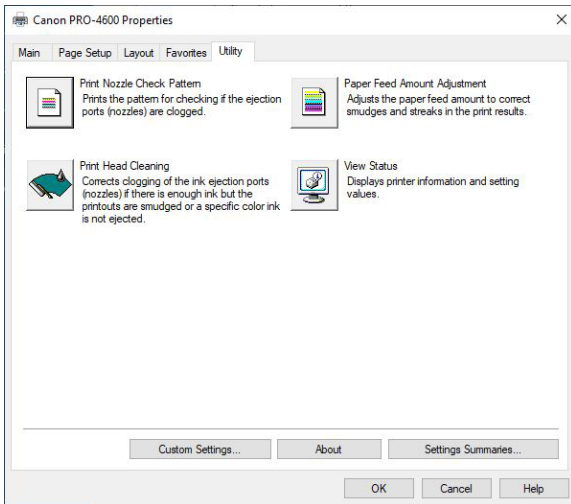 Canon PRO-4600 Properties
Main Page Setup Layout Favorites Utility
Print Nozzle Check Pattern
Prints the pattern for checking if the ejection
ports (nozzles) are clogged.
Paper Feed Amount Adjustment
Adjusts the paper feed amount to correct
smudges and streaks in the print results.
Print Head Cleaning
Corrects clogging of the ink ejection ports
(nozzles) if there is enough ink but the
printouts are smudged or a specific color ink
is not ejected.
View Status
Displays printer information and setting
values.
Custom Settings... About Settings Summaries...
OK Cancel Help